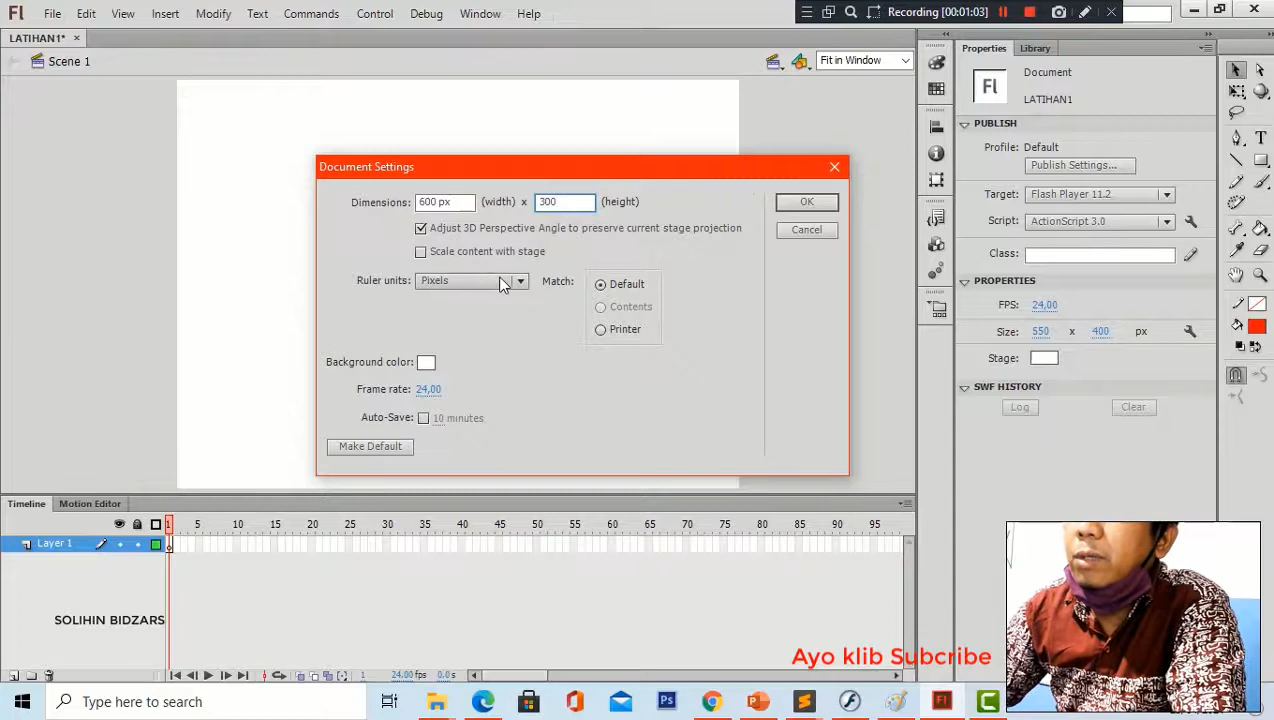 Fl File Edit View Insert Modify Text Commands Control Debug Window Help
Recording [00:01:03]
LATIHAN1*
Scene 1
Fit in Window
Properties Library
Fl Document
LATIHAN1
PUBLISH
Profile: Default
Publish Settings...
Target: Flash Player 11.2
Script: ActionScript 3.0
Class:
PROPERTIES
FPS: 24,00
Size: 550 x 400 px
Stage:
SWF HISTORY
Log Clear
Document Settings
Dimensions: 600 px (width) x 300 (height)
OK
Adjust 3D Perspective Angle to preserve current stage projection
Cancel
Scale content with stage
Ruler units: Pixels Match: Default
Contents
Printer
Background color:
Frame rate: 24,00
Auto-Save: 10 minutes
Make Default
Timeline Motion Editor
1 5 10 15 20 25 30 35 40 45 50 55 60 65 70 75 80 85 90 95
Layer 1
SOLIHIN BIDZARS
Ayo klib Subcribe
1 24,00 fps 0,0 s
Type here to search
Ps
Fl